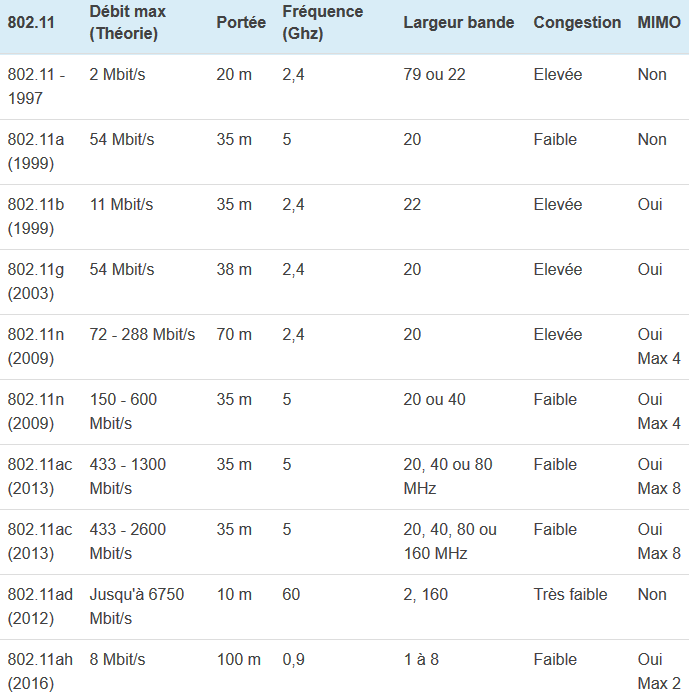 802.11 Débit max (Théorie) Portée Fréquence (Ghz) Largeur bande Congestion MIMO
802.11 - 1997 2 Mbit/s 20 m 2,4 79 ou 22 Elevée Non
802.11a (1999) 54 Mbit/s 35 m 5 20 Faible Non
802.11b (1999) 11 Mbit/s 35 m 2,4 22 Elevée Oui
802.11g (2003) 54 Mbit/s 38 m 2,4 20 Elevée Oui
802.11n (2009) 72 - 288 Mbit/s 70 m 2,4 20 Elevée Oui Max 4
802.11n (2009) 150 - 600 Mbit/s 35 m 5 20 ou 40 Faible Oui Max 4
802.11ac (2013) 433 - 1300 Mbit/s 35 m 5 20, 40 ou 80 MHz Faible Oui Max 8
802.11ac (2013) 433 - 2600 Mbit/s 35 m 5 20, 40, 80 ou 160 MHz Faible Oui Max 8
802.11ad (2012) Jusqu'à 6750 Mbit/s 10 m 60 2, 160 Très faible Non
802.11ah (2016) 8 Mbit/s 100 m 0,9 1 à 8 Faible Oui Max 2